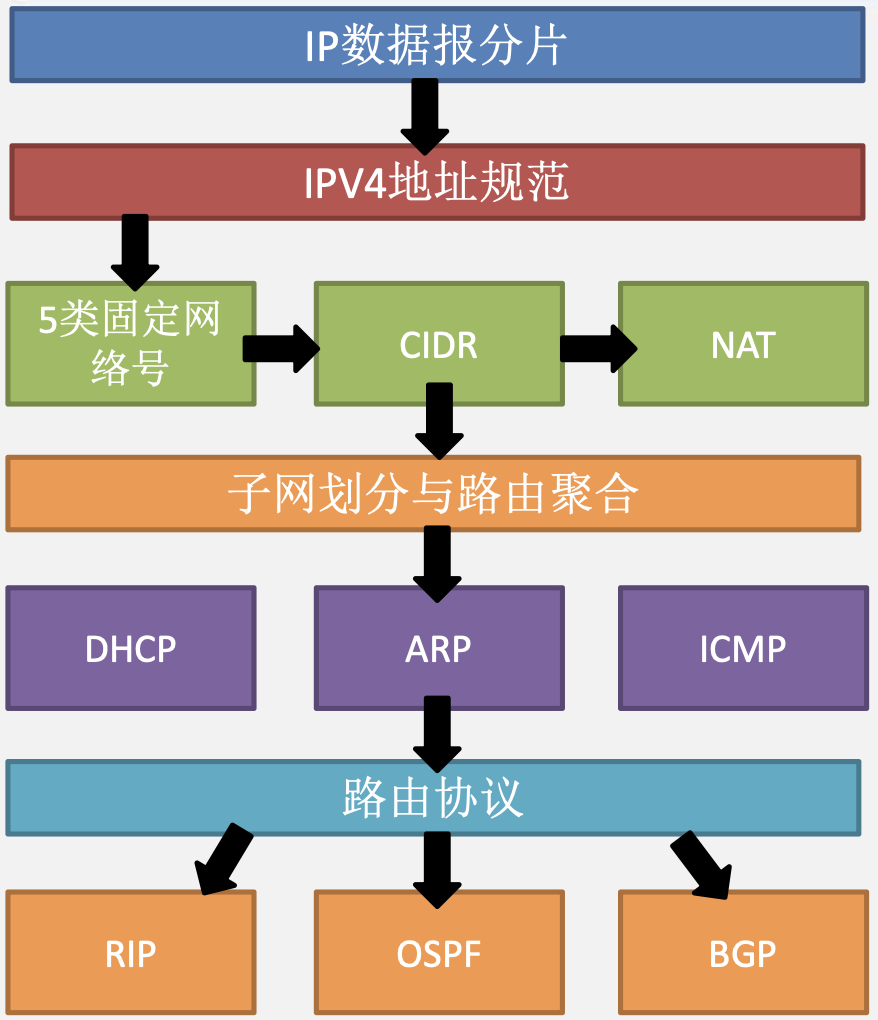 IP数据报分片
IPV4地址规范
5类固定网
络号
CIDR
NAT
子网划分与路由聚合
DHCP
ARP
ICMP
路由协议
RIP
OSPF
BGP